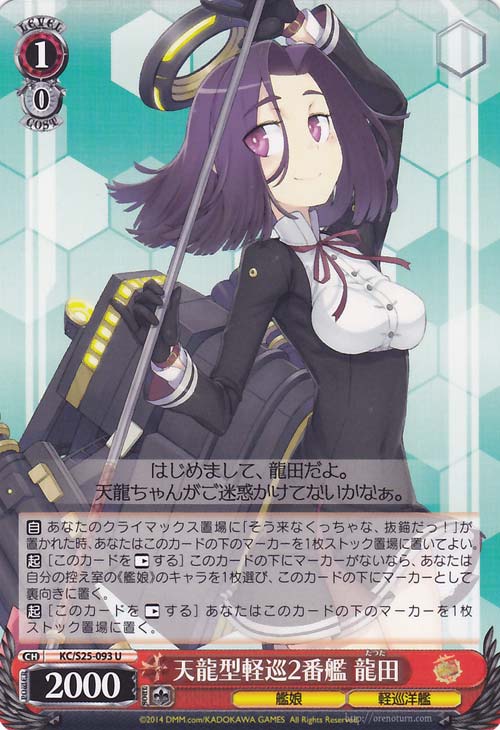 LEVEL
1
0
COST
はじめまして、龍田だよ。
天龍ちゃんがご迷惑かけてないかなぁ。
自 あなたのクライマックス置場に「そう来なくっちゃな、抜錨だっ!」が
置かれた時、あなたはこのカードの下のマーカーを1枚ストック置場に置いてよい。
起 [このカードを する] このカードの下にマーカーがないなら、あなたは
自分の控え室の《艦娘》のキャラを1枚選び、このカードの下にマーカーとして
裏向きに置く。
起 [このカードを する] あなたはこのカードの下のマーカーを1枚
ストック置場に置く。
CH KC/S25-093 U
たつた
天龍型軽巡2番艦 龍田
POWER
2000
SOUL
艦娘
軽巡洋艦
©2014 DMM.com/KADOKAWA GAMES All Rights Reserved.
http://orenoturn.com